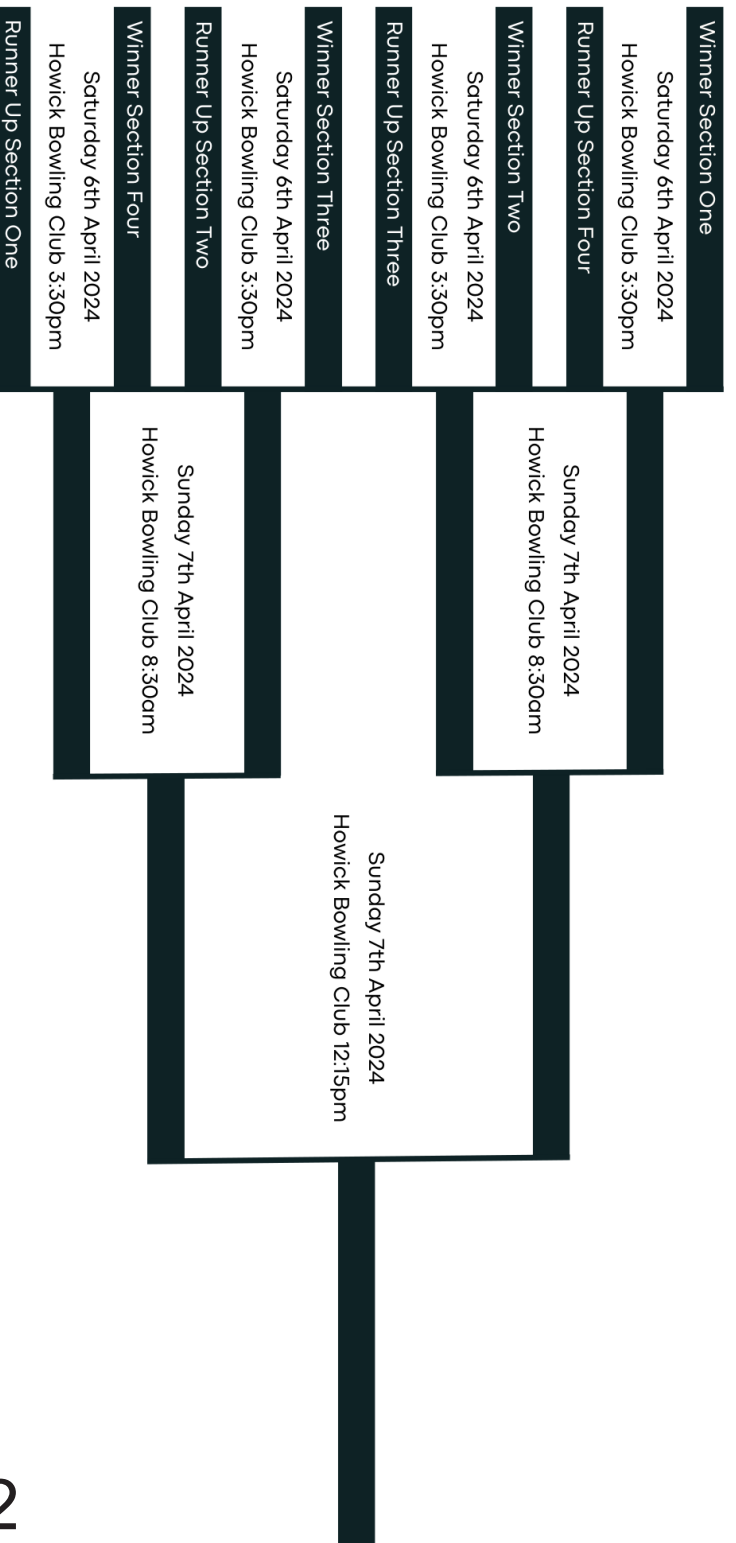 Winner Section One
Saturday 6th April 2024
Howick Bowling Club 3:30pm
Runner Up Section Four
Winner Section Two
Saturday 6th April 2024
Howick Bowling Club 3:30pm
Runner Up Section Three
Winner Section Three
Saturday 6th April 2024
Howick Bowling Club 3:30pm
Runner Up Section Two
Winner Section Four
Saturday 6th April 2024
Howick Bowling Club 3:30pm
Runner Up Section One
Sunday 7th April 2024
Howick Bowling Club 8:30am
Sunday 7th April 2024
Howick Bowling Club 8:30am
Sunday 7th April 2024
Howick Bowling Club 12:15pm
2